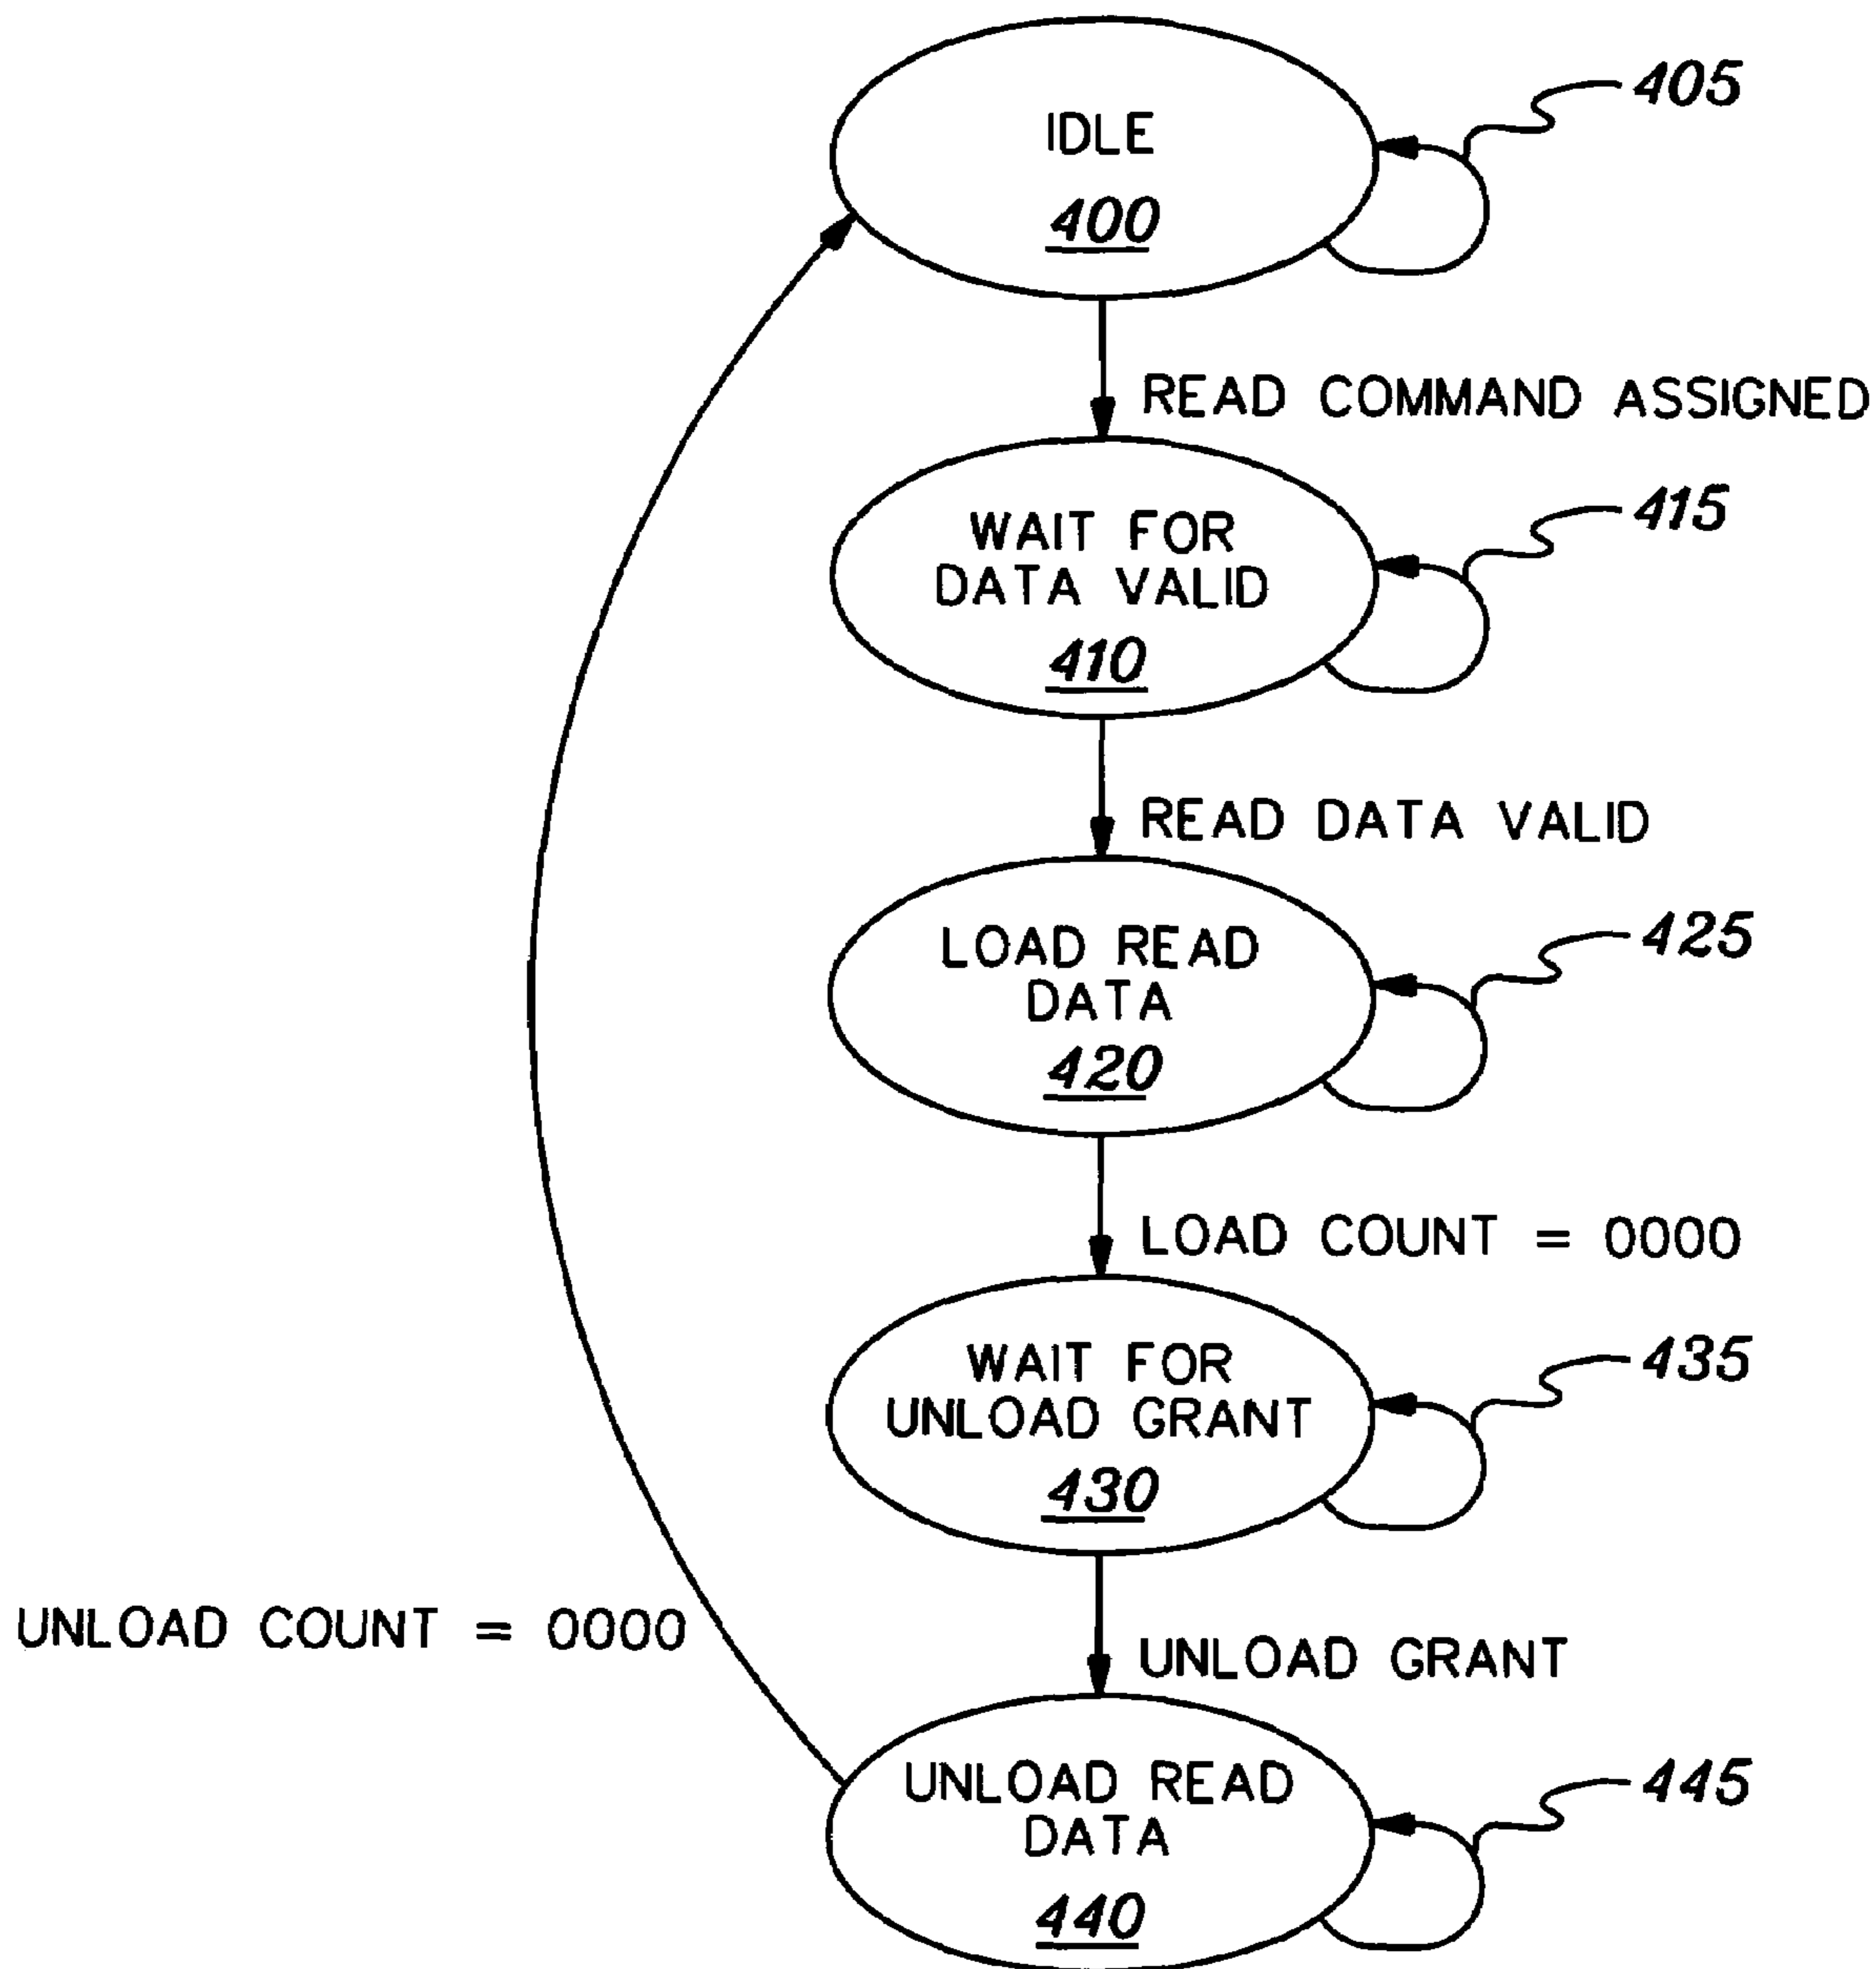 IDLE
400
405
READ COMMAND ASSIGNED
WAIT FOR
DATA VALID
410
415
READ DATA VALID
LOAD READ
DATA
420
425
LOAD COUNT = 0000
WAIT FOR
UNLOAD GRANT
430
435
UNLOAD COUNT = 0000
UNLOAD GRANT
UNLOAD READ
DATA
440
445